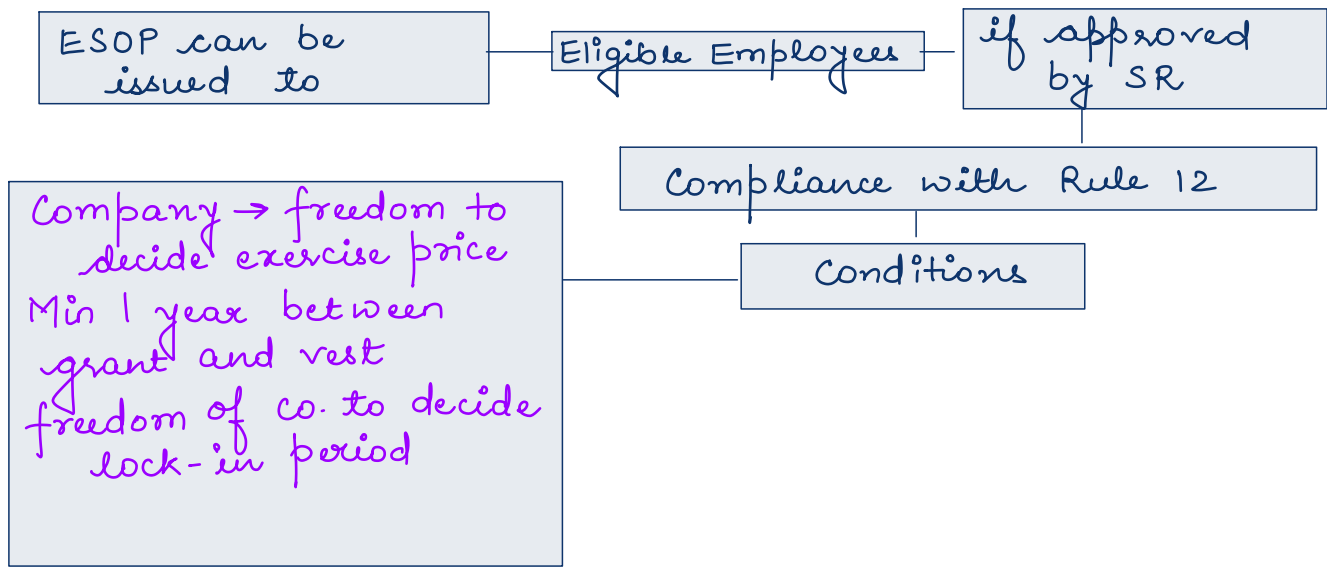 ESOP can be
issued to
Eligible Employees
if approved
by SR
Compliance with Rule 12
Conditions
Company → freedom to
decide exercise price
Min 1 year between
grant and vest
freedom of co. to decide
lock-in period